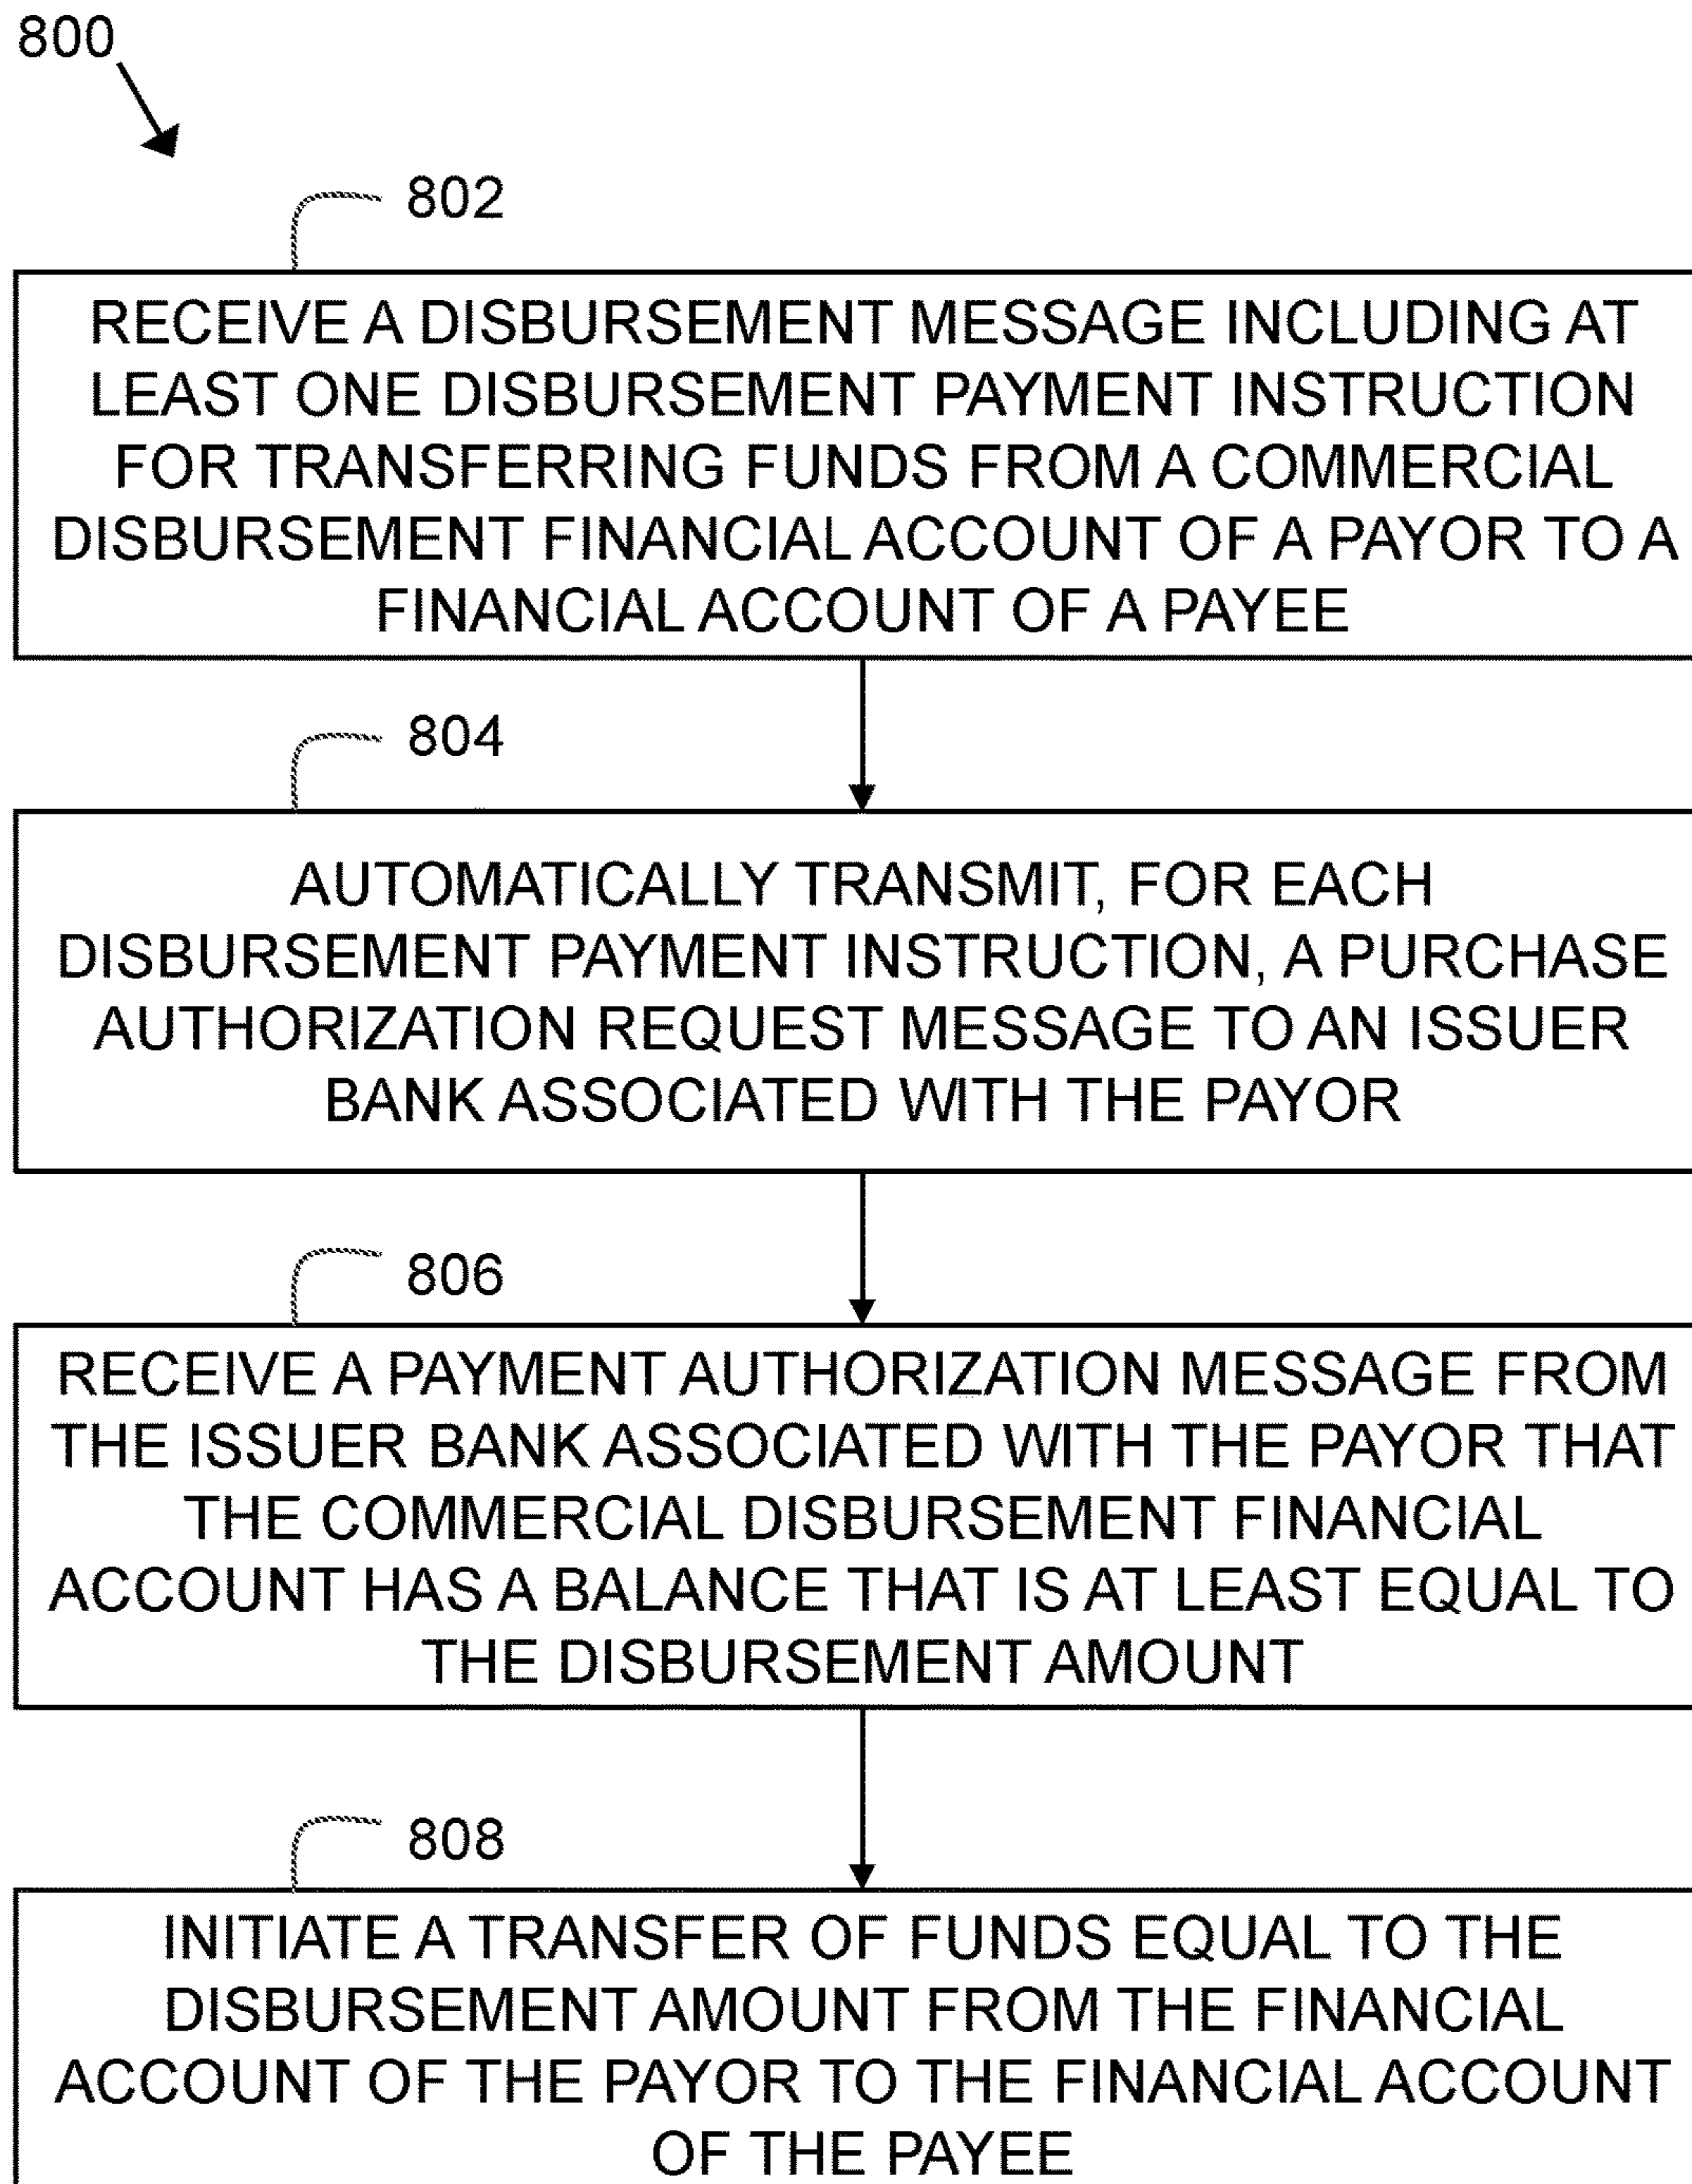 800
802
RECEIVE A DISBURSEMENT MESSAGE INCLUDING AT
LEAST ONE DISBURSEMENT PAYMENT INSTRUCTION
FOR TRANSFERRING FUNDS FROM A COMMERCIAL
DISBURSEMENT FINANCIAL ACCOUNT OF A PAYOR TO A
FINANCIAL ACCOUNT OF A PAYEE
804
AUTOMATICALLY TRANSMIT, FOR EACH
DISBURSEMENT PAYMENT INSTRUCTION, A PURCHASE
AUTHORIZATION REQUEST MESSAGE TO AN ISSUER
BANK ASSOCIATED WITH THE PAYOR
806
RECEIVE A PAYMENT AUTHORIZATION MESSAGE FROM
THE ISSUER BANK ASSOCIATED WITH THE PAYOR THAT
THE COMMERCIAL DISBURSEMENT FINANCIAL
ACCOUNT HAS A BALANCE THAT IS AT LEAST EQUAL TO
THE DISBURSEMENT AMOUNT
808
INITIATE A TRANSFER OF FUNDS EQUAL TO THE
DISBURSEMENT AMOUNT FROM THE FINANCIAL
ACCOUNT OF THE PAYOR TO THE FINANCIAL ACCOUNT
OF THE PAYEE